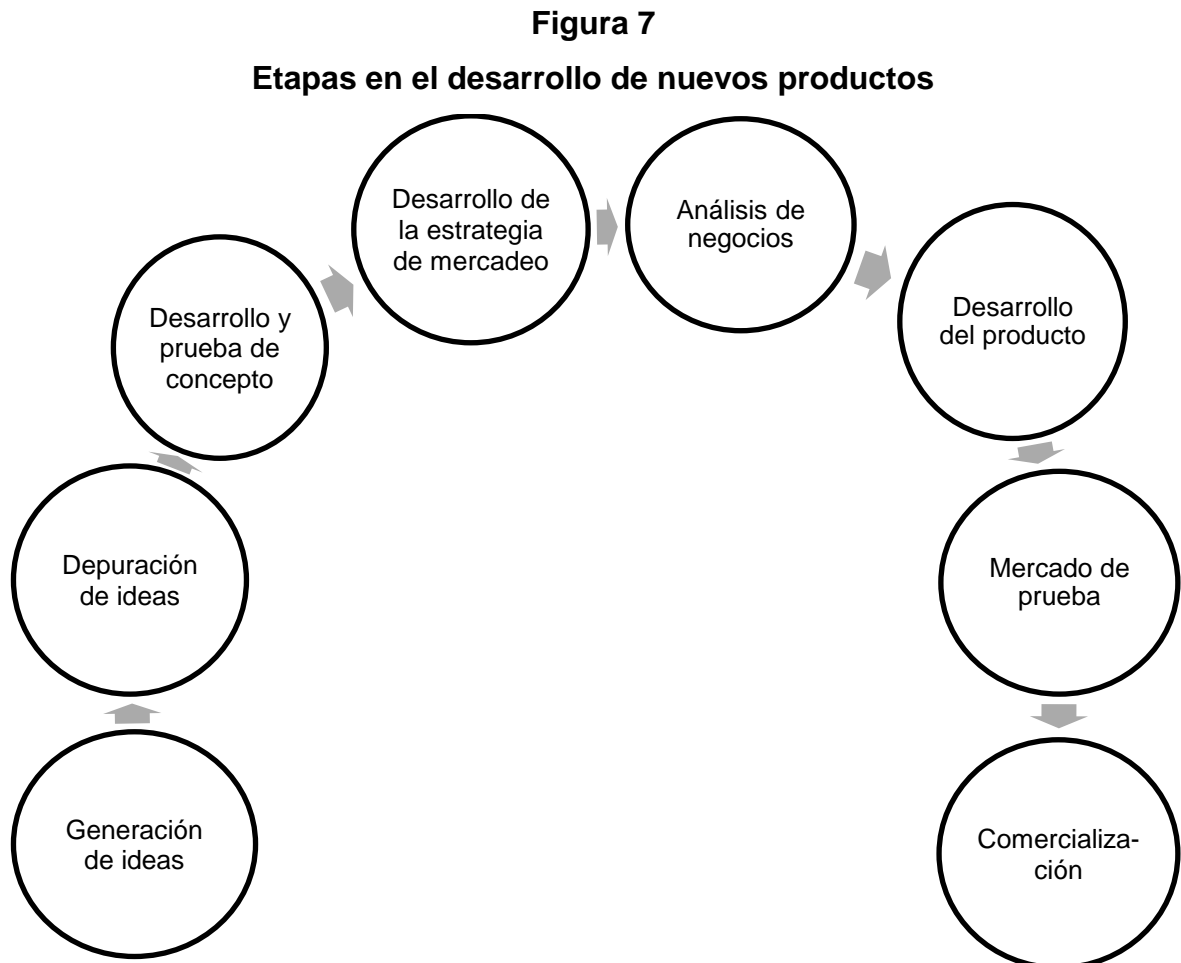 Figura 7
Etapas en el desarrollo de nuevos productos
Generación
de ideas
Depuración
de ideas
Desarrollo y
prueba de
concepto
Desarrollo de
la estrategia
de mercadeo
Análisis de
negocios
Desarrollo
del producto
Mercado de
prueba
Comercializa-
ción